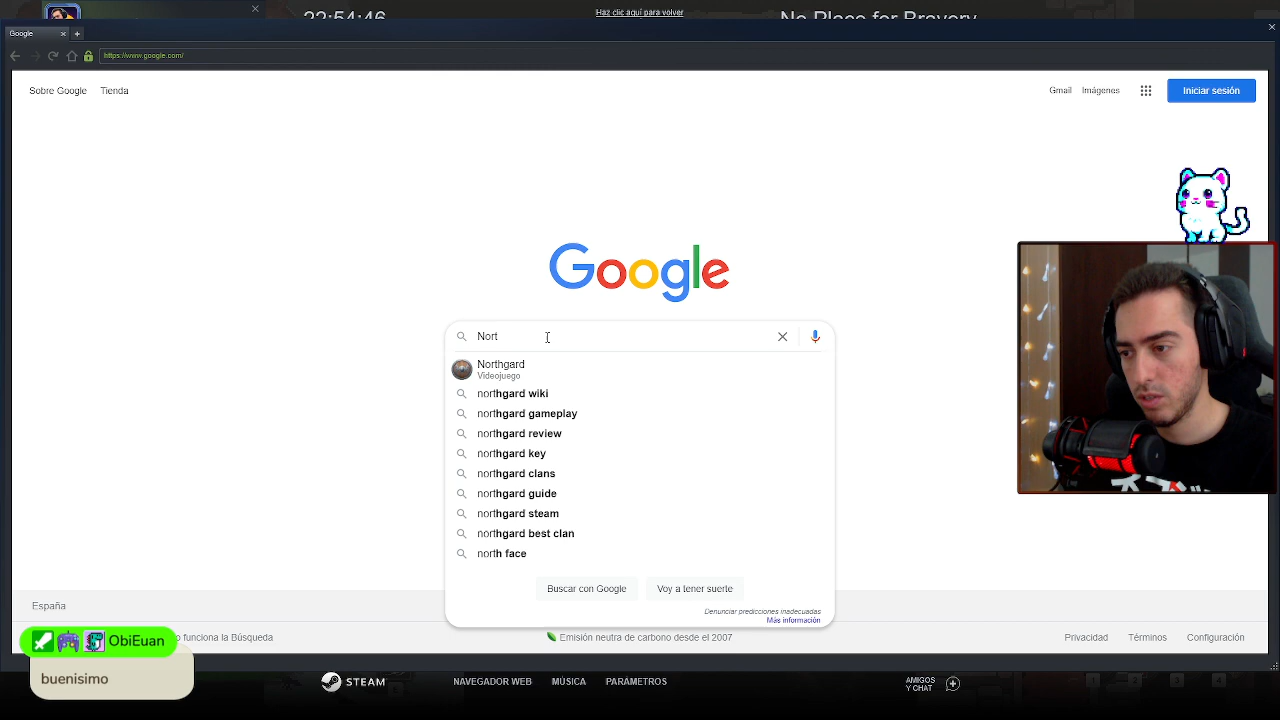 22:54:46
Haz clic aquí para volver
No Place for Bravery
Google
https://www.google.com/
Sobre Google
Tienda
Gmail
Imágenes
Iniciar sesión
Google
Nort
Northgard
Videojuego
northgard wiki
northgard gameplay
northgard review
northgard key
northgard clans
northgard guide
northgard steam
northgard best clan
north face
Buscar con Google
Voy a tener suerte
Denunciar predicciones inadecuadas
Más información
España
funciona la Búsqueda
Emisión neutra de carbono desde el 2007
Privacidad
Términos
Configuración
ObiEuan
buenisimo
STEAM
NAVEGADOR WEB
MÚSICA
PARÁMETROS
AMIGOS
Y CHAT